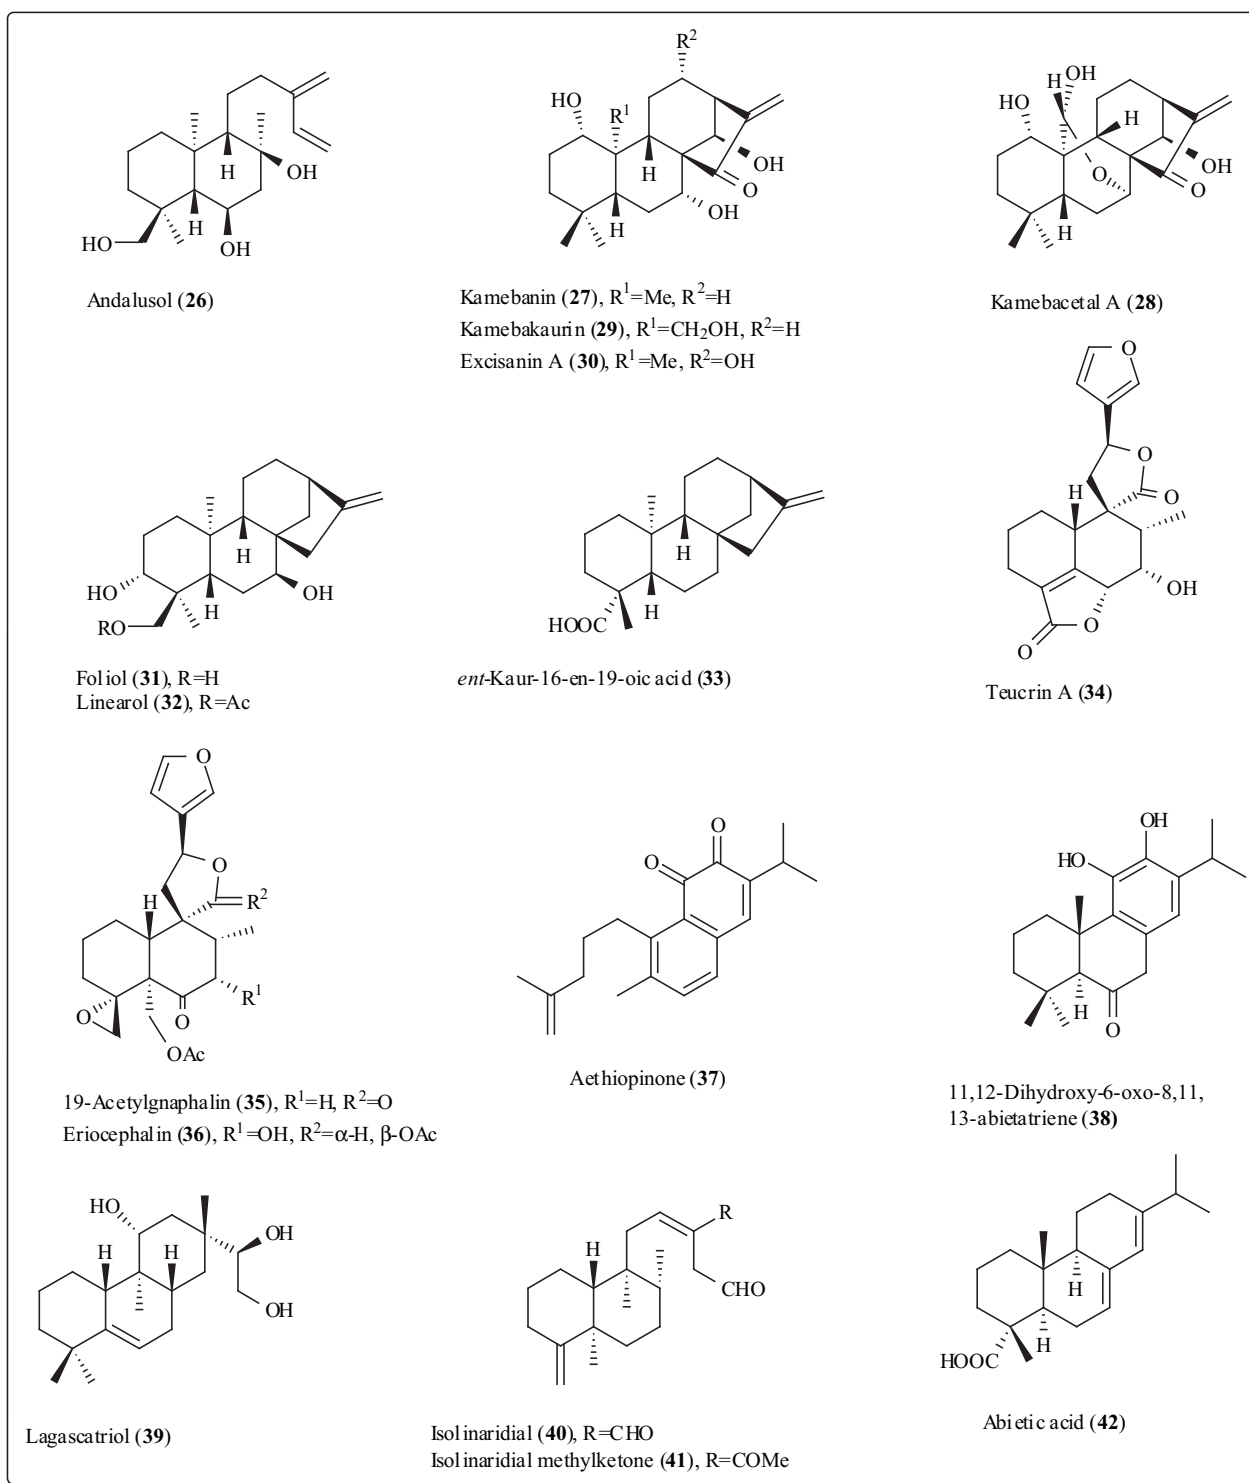 R²
HO
R¹
OH
O
OH
HO
H
H
OH
H
HO
H
O
OH
O
H
OH
H
HO
H
OH
Andalusol (26)
Kamebanin (27), R¹=Me, R²=H
Kamebakaurin (29), R¹=CH₂OH, R²=H
Excisanin A (30), R¹=Me, R²=OH
Kamebacetal A (28)
H
HO
OH
H
RO
H
H
HOOC
O
O
O
H
OH
O
O
Foliol (31), R=H
Linearol (32), R=Ac
ent-Kaur-16-en-19-oic acid (33)
Teucrin A (34)
O
O
R²
H
R¹
O
O
OAc
O
O
OH
HO
H
O
19-Acetylgnaphalin (35), R¹=H, R²=O
Eriocephalin (36), R¹=OH, R²=α-H, β-OAc
Aethiopinone (37)
11,12-Dihydroxy-6-oxo-8,11,
13-abietatriene (38)
HO
OH
H
H
OH
R
H
CHO
H
H
HOOC
Lagascatriol (39)
Isolinaridial (40), R=CHO
Isolinaridial methylketone (41), R=COMe
Abietic acid (42)